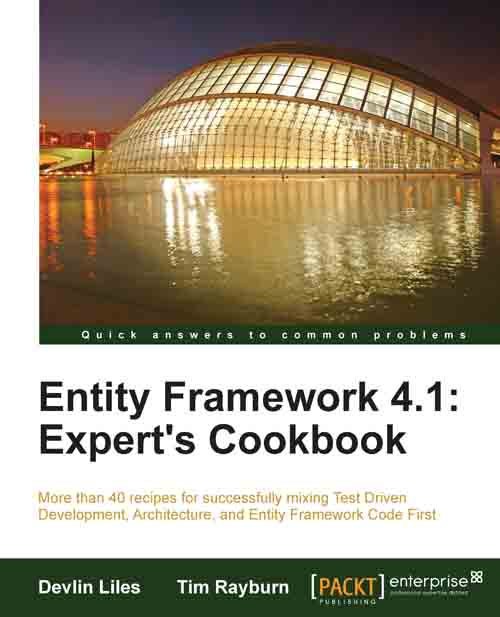 Quick answers to common problems
Entity Framework 4.1:
Expert's Cookbook
More than 40 recipes for successfully mixing Test Driven
Development, Architecture, and Entity Framework Code First
Devlin Liles Tim Rayburn [PACKT] enterprise
PUBLISHING professional expertise distilled